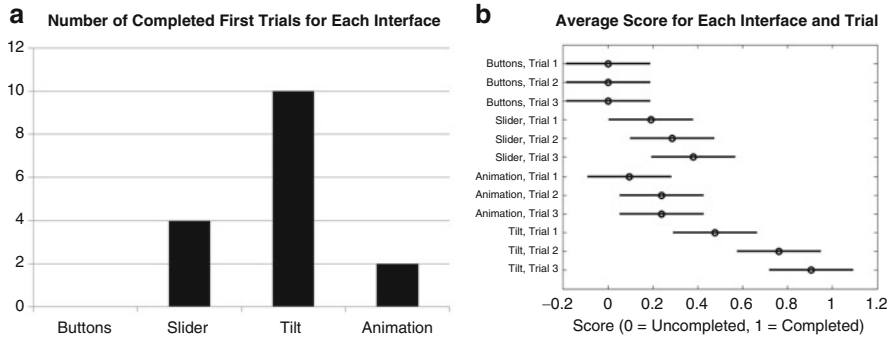 a Number of Completed First Trials for Each Interface
12
10
8
6
4
2
0
Buttons Slider Tilt Animation
b Average Score for Each Interface and Trial
Buttons, Trial 1
Buttons, Trial 2
Buttons, Trial 3
Slider, Trial 1
Slider, Trial 2
Slider, Trial 3
Animation, Trial 1
Animation, Trial 2
Animation, Trial 3
Tilt, Trial 1
Tilt, Trial 2
Tilt, Trial 3
−0.2 0 0.2 0.4 0.6 0.8 1 1.2
Score (0 = Uncompleted, 1 = Completed)